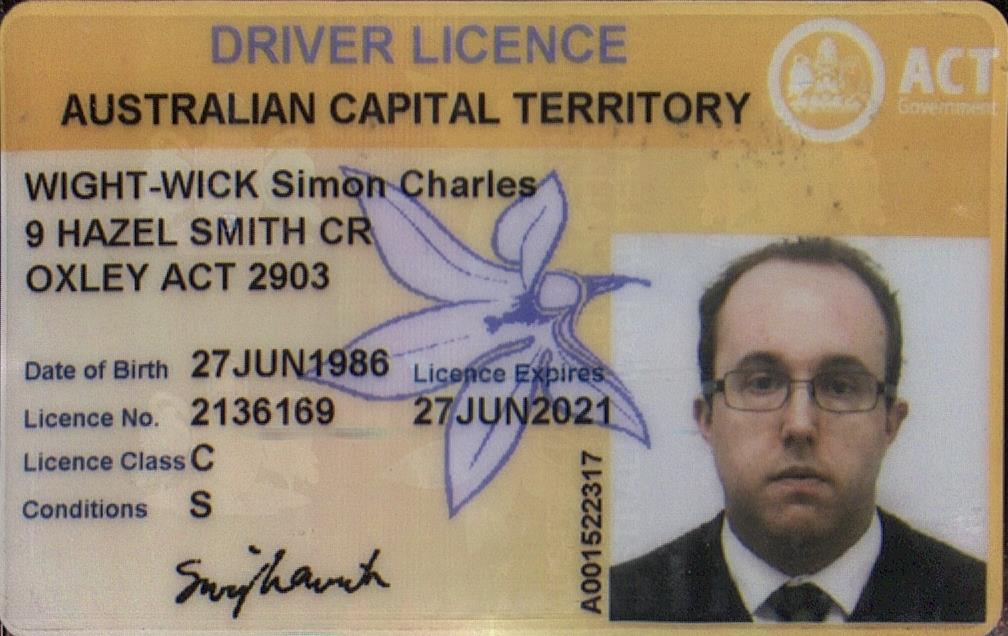 DRIVER LICENCE
AUSTRALIAN CAPITAL TERRITORY
ACT
Government
WIGHT-WICK Simon Charles
9 HAZEL SMITH CR
OXLEY ACT 2903
Date of Birth 27JUN1986
Licence Expires
Licence No. 2136169
27JUN2021
Licence Class C
Conditions S
A001522317